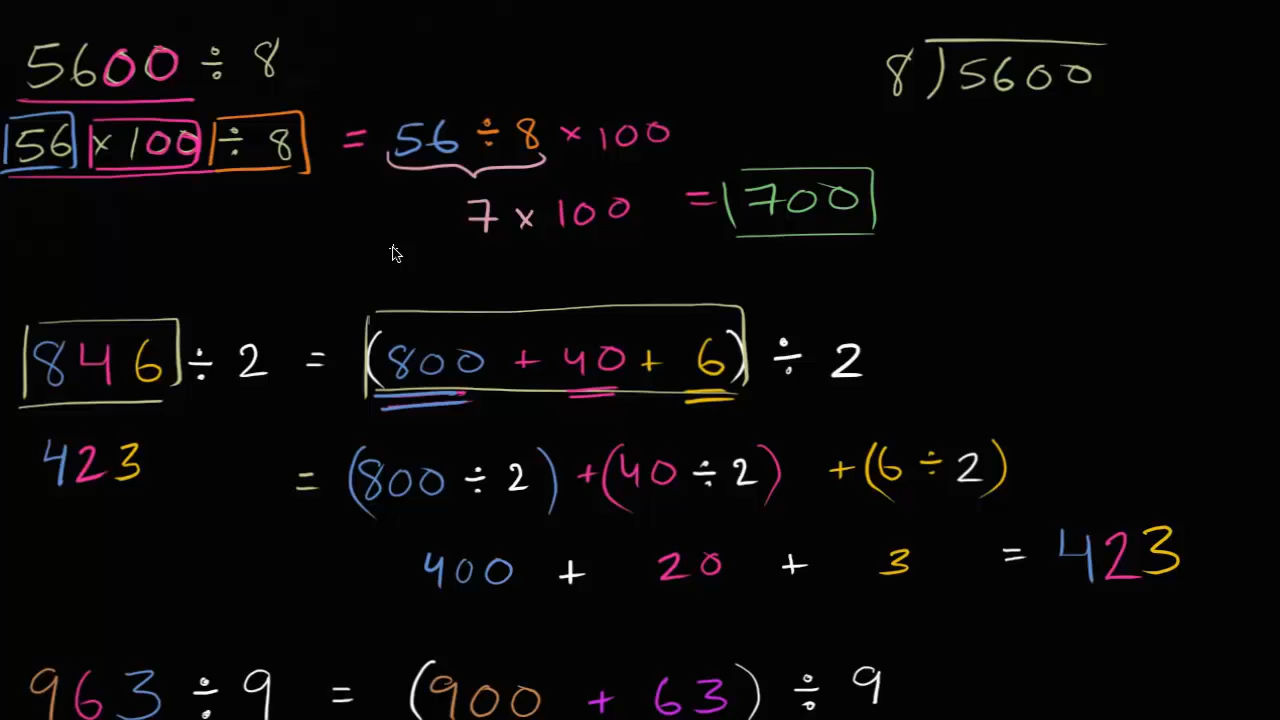 5600 ÷ 8
8)5600
56 × 100 ÷ 8 = 56 ÷ 8 × 100
7 × 100 = 700
846 ÷ 2 = (800 + 40 + 6) ÷ 2
423 = (800 ÷ 2) + (40 ÷ 2) + (6 ÷ 2)
400 + 20 + 3 = 423
963 ÷ 9 = (900 + 63) ÷ 9